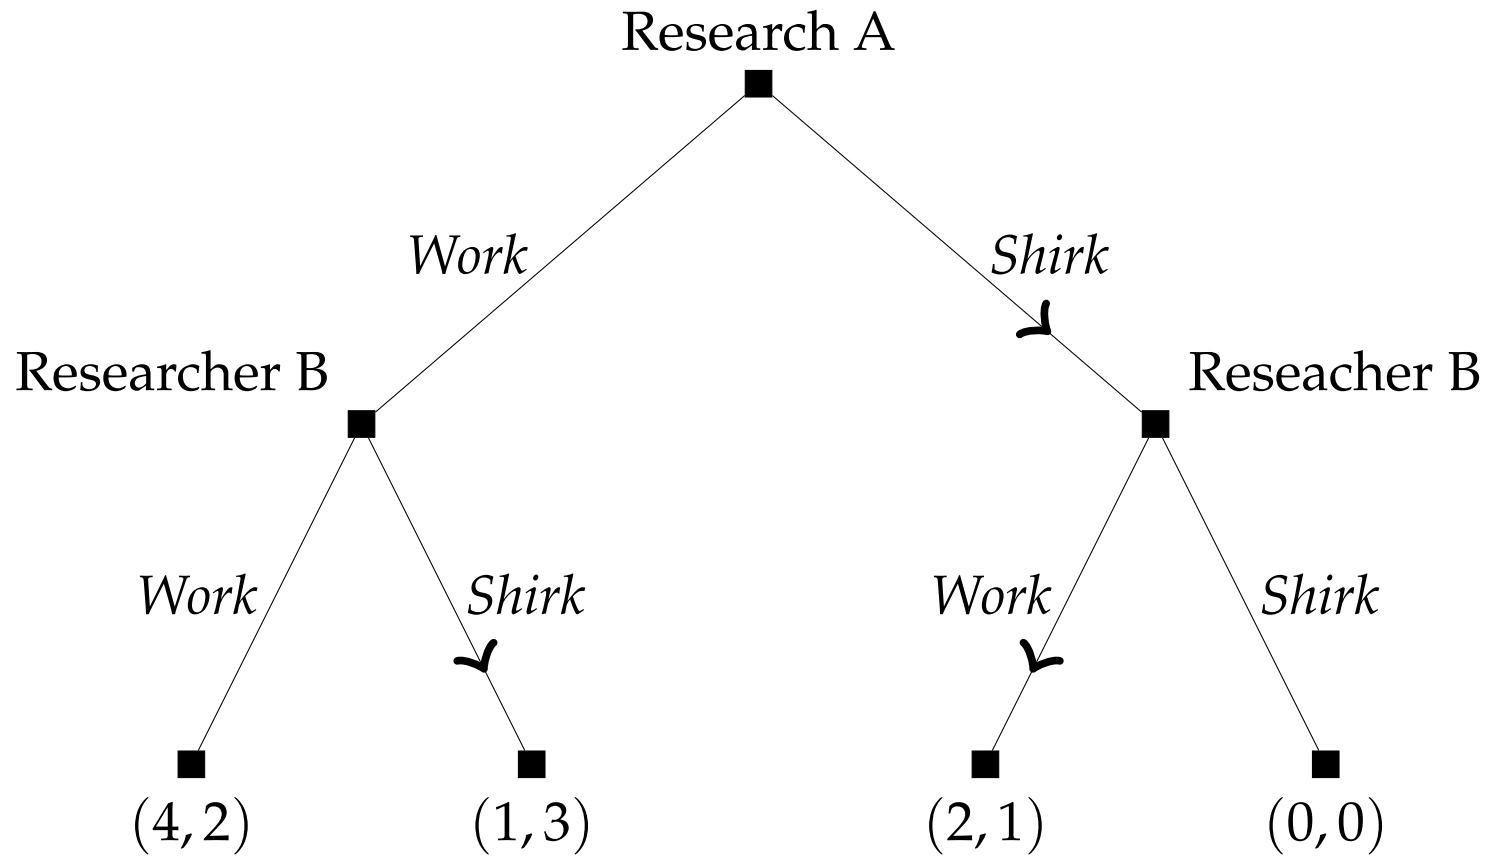 Research A
Work
Shirk
Researcher B
Reseacher B
Work
Shirk
Work
Shirk
(4, 2)
(1, 3)
(2, 1)
(0, 0)